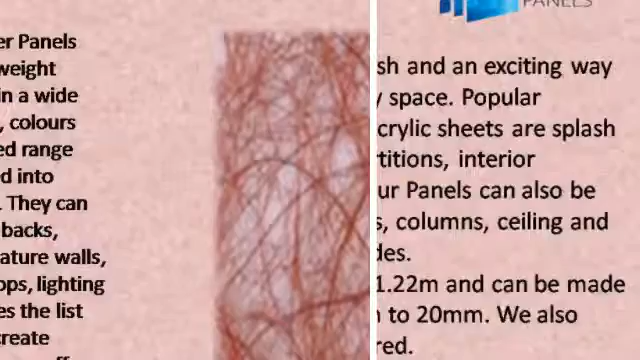 er Panels
weight
in a wide
, colours
ed range
d into
. They can
backs,
ature walls,
ops, lighting
es the list
create
PANELS
sh and an exciting way
y space. Popular
crylic sheets are splash
rtitions, interior
ur Panels can also be
s, columns, ceiling and
des.
1.22m and can be made
n to 20mm. We also
red.